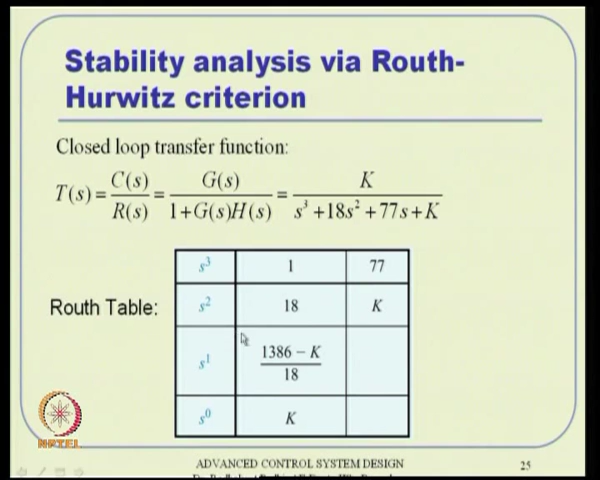 Stability analysis via Routh-
Hurwitz criterion
Closed loop transfer function:
T(s) = C(s)/R(s) = G(s)/(1+G(s)H(s)) = K/(s³+18s²+77s+K)
Routh Table:
s³ 1 77
s² 18 K
s¹ (1386 – K)/18
s⁰ K
NPTEL
ADVANCED CONTROL SYSTEM DESIGN
25